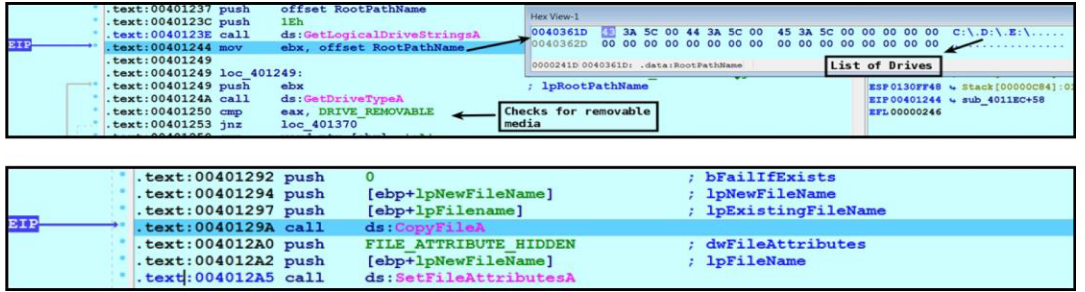 .text:00401237 push offset RootPathName
.text:0040123C push 1Eh
.text:0040123E call ds:GetLogicalDriveStringsA
EIP .text:00401244 mov ebx, offset RootPathName
.text:00401249
.text:00401249 loc_401249:
.text:00401249 push ebx ; lpRootPathName
.text:0040124A call ds:GetDriveTypeA
.text:00401250 cmp eax, DRIVE_REMOVABLE
.text:00401253 jnz loc_401370
Checks for removable
media
Hex View-1
0040361D 43 3A 5C 00 44 3A 5C 00 45 3A 5C 00 00 00 00 00 C:\.D:\.E:\.....
0040362D 00 00 00 00 00 00 00 00 00 00 00 00 00 00 00 00 ................
0000241D 0040361D: .data:RootPathName
List of Drives
ESP 0130FF48 Stack[00000C84]:01
EIP 00401244 sub_4011EC+58
EFL 00000246
.text:00401292 push 0 ; bFailIfExists
.text:00401294 push [ebp+lpNewFileName] ; lpNewFileName
.text:00401297 push [ebp+lpFilename] ; lpExistingFileName
EIP .text:0040129A call ds:CopyFileA
.text:004012A0 push FILE_ATTRIBUTE_HIDDEN ; dwFileAttributes
.text:004012A2 push [ebp+lpNewFileName] ; lpFileName
.text:004012A5 call ds:SetFileAttributesA